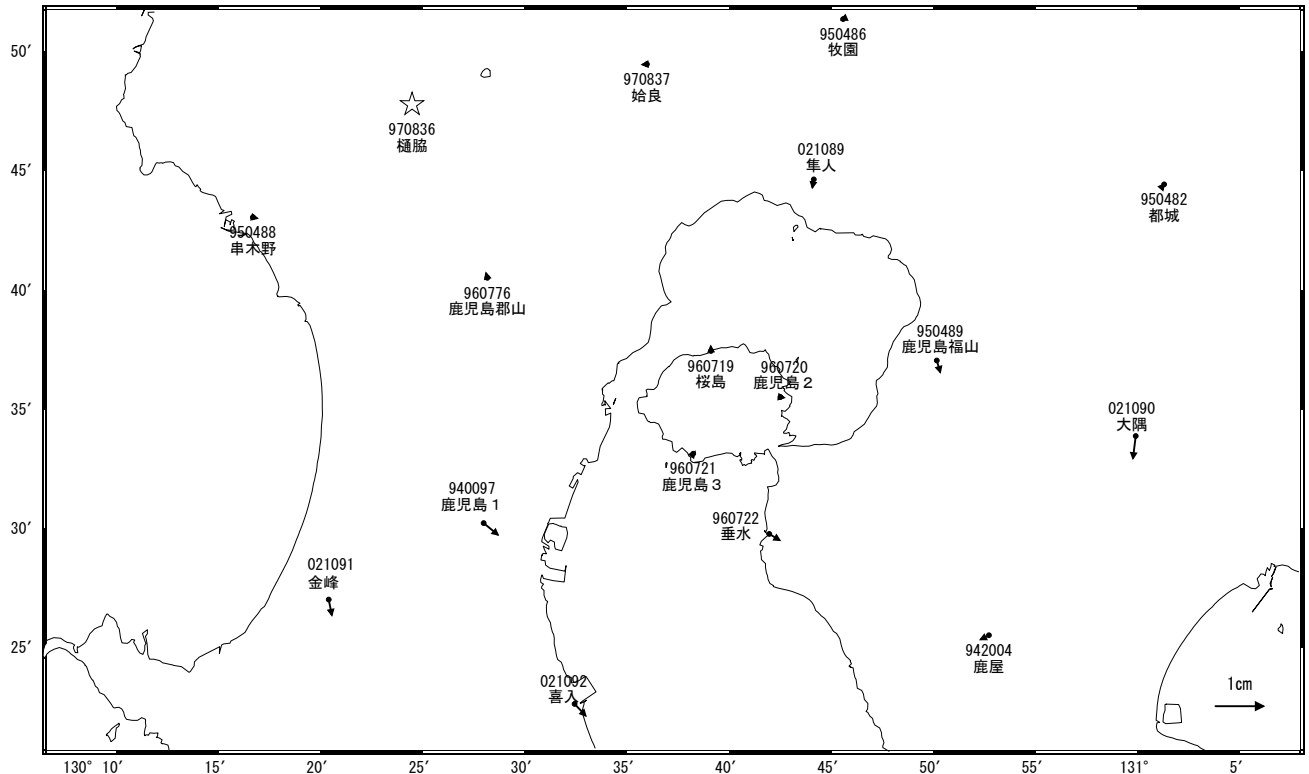 50′
45′
40′
35′
30′
25′
950486
牧園
970837
姶良
970836
樋脇
021089
隼人
950482
都城
950488
串木野
960776
鹿児島郡山
950489
鹿児島福山
960719
桜島
960720
鹿児島2
021090
大隅
960721
鹿児島3
940097
鹿児島1
960722
垂水
021091
金峰
942004
鹿屋
021092
喜入
1cm
130° 10′ 15′ 20′ 25′ 30′ 35′ 40′ 45′ 50′ 55′ 131° 5′